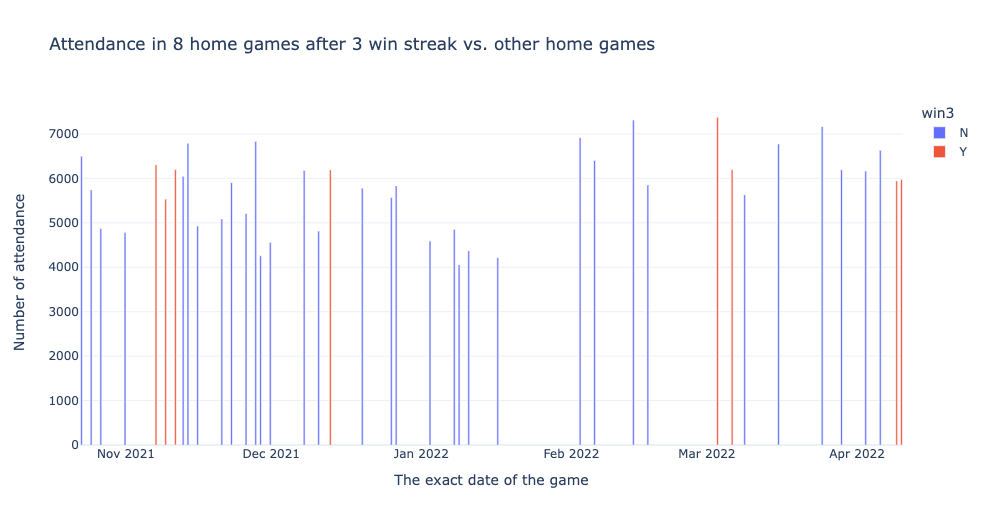 Attendance in 8 home games after 3 win streak vs. other home games
win3
N
Y
7000
6000
5000
4000
3000
2000
1000
0
Number of attendance
Nov 2021
Dec 2021
Jan 2022
Feb 2022
Mar 2022
Apr 2022
The exact date of the game